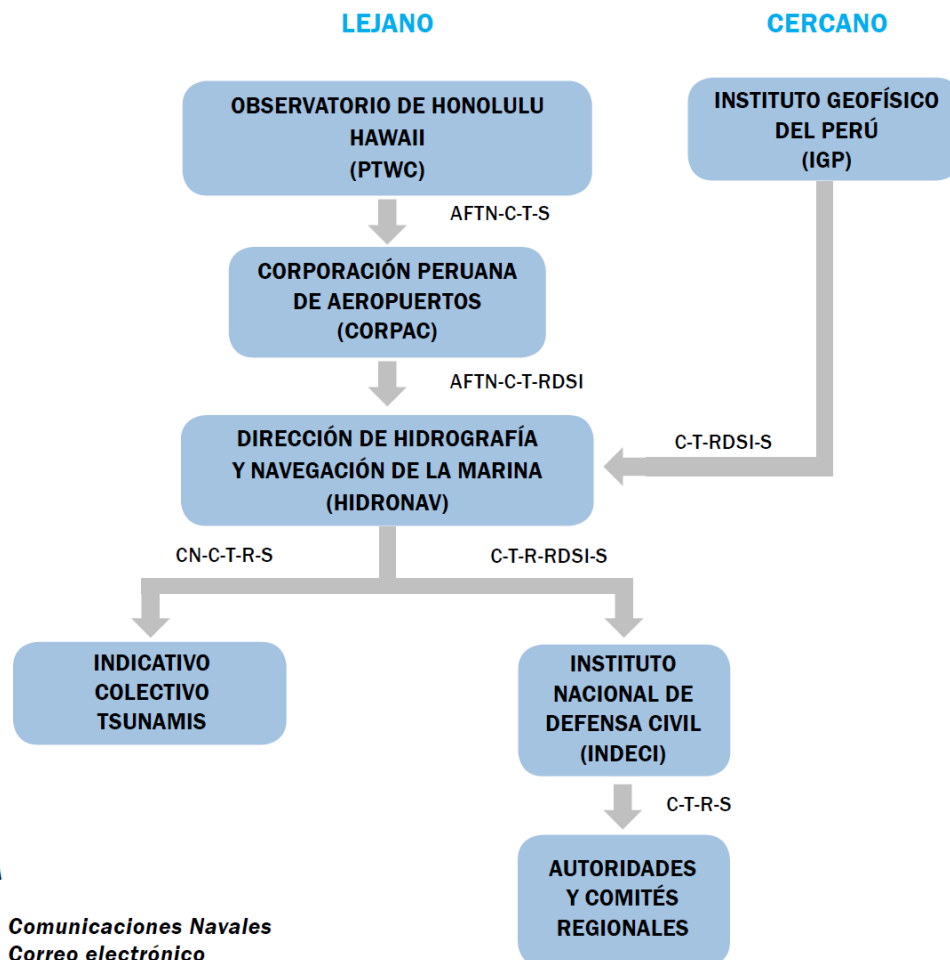 LEJANO
CERCANO
OBSERVATORIO DE HONOLULU
HAWAII
(PTWC)
INSTITUTO GEOFÍSICO
DEL PERÚ
(IGP)
AFTN-C-T-S
CORPORACIÓN PERUANA
DE AEROPUERTOS
(CORPAC)
AFTN-C-T-RDSI
DIRECCIÓN DE HIDROGRAFÍA
Y NAVEGACIÓN DE LA MARINA
(HIDRONAV)
C-T-RDSI-S
CN-C-T-R-S
C-T-R-RDSI-S
INDICATIVO
COLECTIVO
TSUNAMIS
INSTITUTO
NACIONAL DE
DEFENSA CIVIL
(INDECI)
C-T-R-S
AUTORIDADES
Y COMITÉS
REGIONALES
Comunicaciones Navales
Correo electrónico